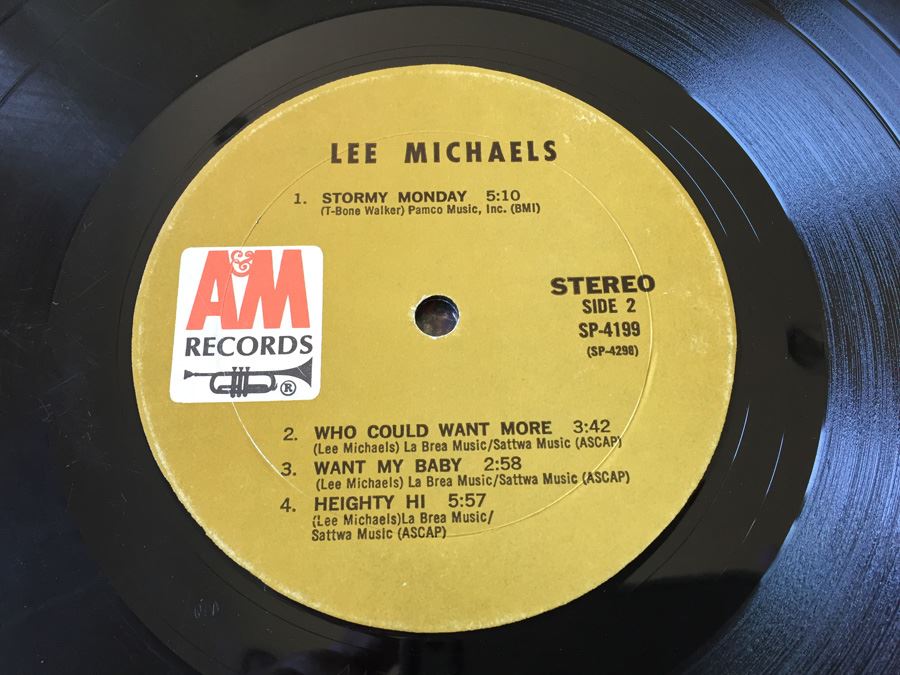 LEE MICHAELS
1. STORMY MONDAY 5:10
(T-Bone Walker) Pamco Music, Inc. (BMI)
A&M
RECORDS
®
STEREO
SIDE 2
SP-4199
(SP-4298)
2. WHO COULD WANT MORE 3:42
(Lee Michaels) La Brea Music/Sattwa Music (ASCAP)
3. WANT MY BABY 2:58
(Lee Michaels) La Brea Music/Sattwa Music (ASCAP)
4. HEIGHTY HI 5:57
(Lee Michaels)La Brea Music/
Sattwa Music (ASCAP)